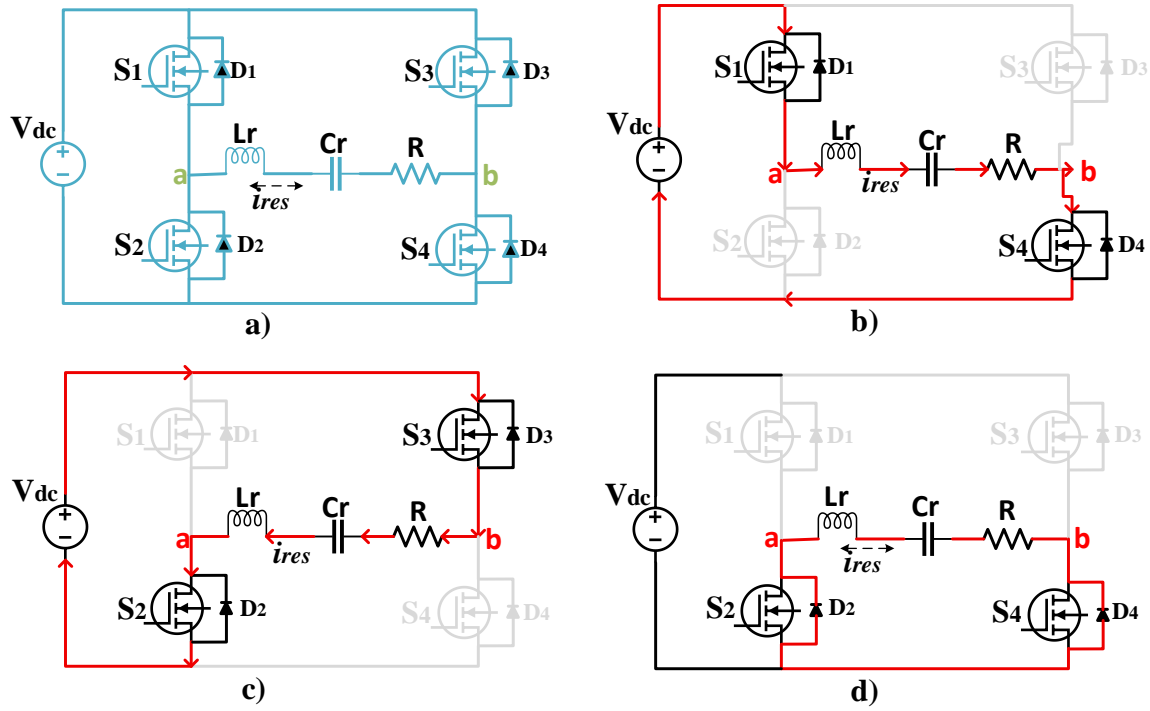 S1 D1 S3 D3
Vdc
+
−
Lr Cr R
a b
ires
S2 D2 S4 D4
a)
S1 D1 S3 D3
Vdc
+
−
Lr Cr R
a b
ires
S2 D2 S4 D4
b)
S1 D1 S3 D3
Vdc
+
−
Lr Cr R
a b
ires
S2 D2 S4 D4
c)
S1 D1 S3 D3
Vdc
+
−
Lr Cr R
a b
ires
S2 D2 S4 D4
d)